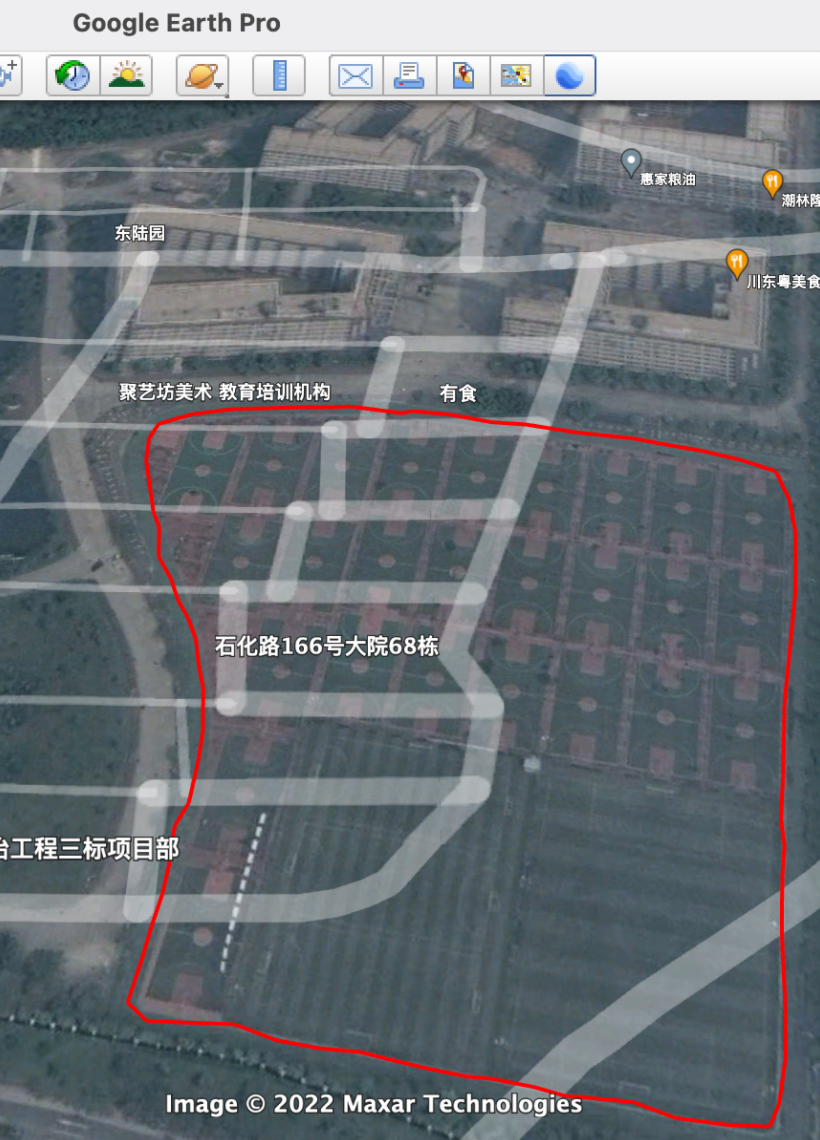 Google Earth Pro
惠家粮油
潮林隆
东陆园
川东粤美食
聚艺坊美术 教育培训机构
有食
石化路166号大院68栋
治工程三标项目部
Image © 2022 Maxar Technologies